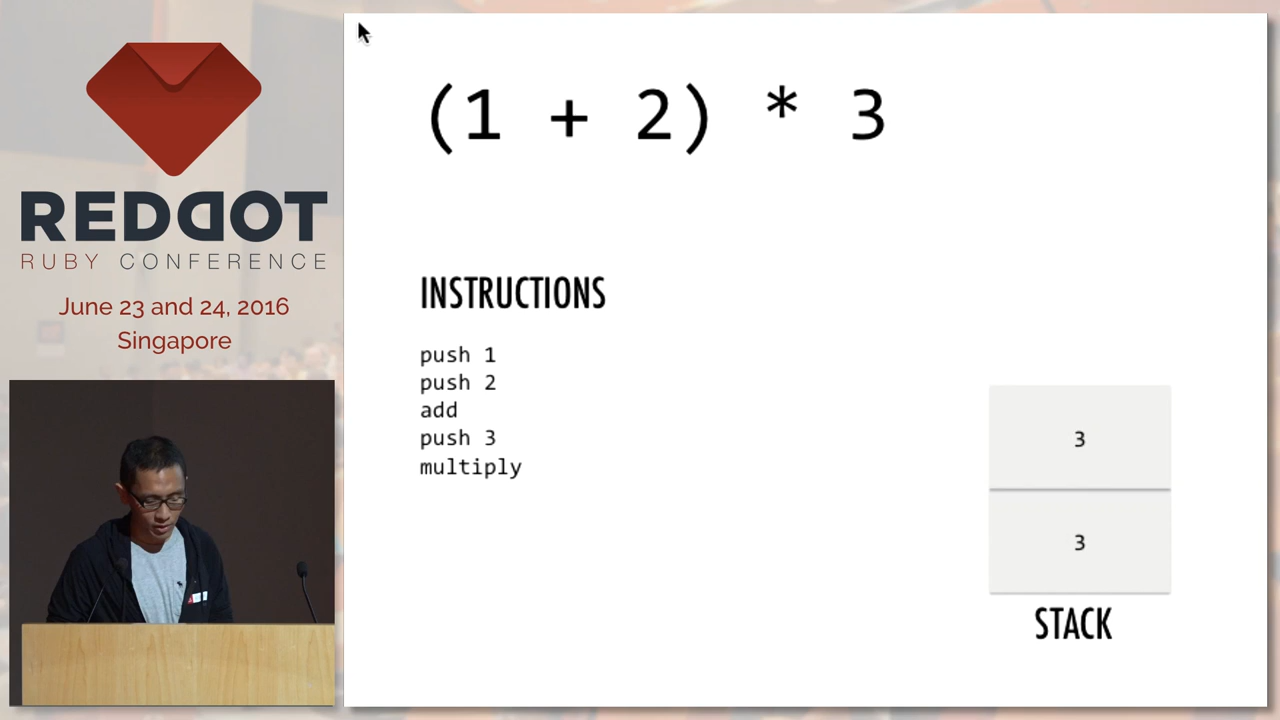 REDDOT
RUBY CONFERENCE
June 23 and 24, 2016
Singapore
(1 + 2) * 3
INSTRUCTIONS
push 1
push 2
add
push 3
multiply
3
3
STACK